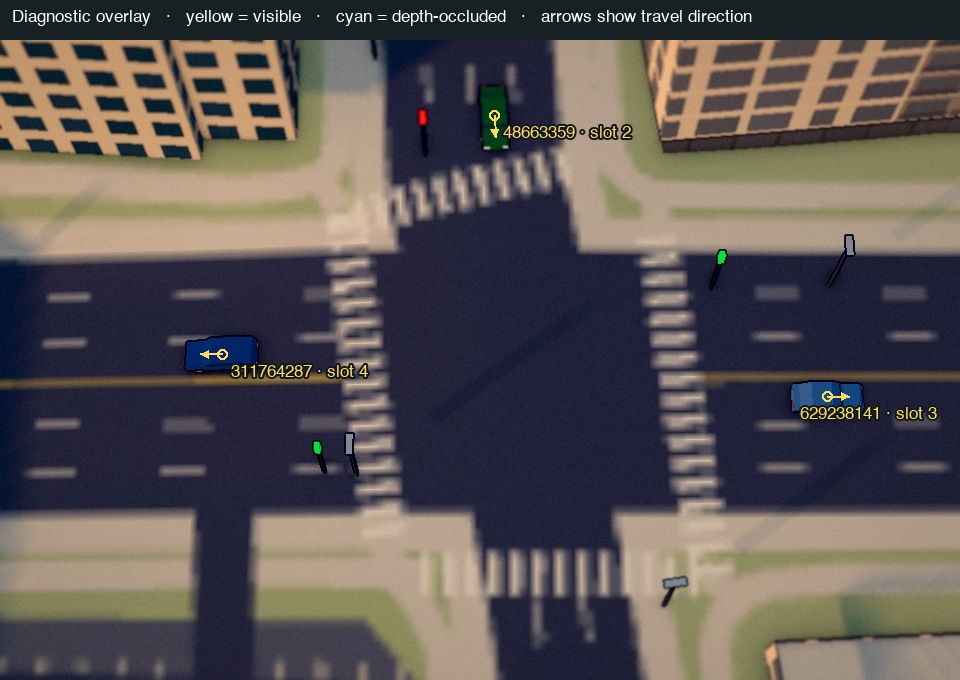 Diagnostic overlay · yellow = visible · cyan = depth-occluded · arrows show travel direction
48663359 · slot 2
311764287 · slot 4
629238141 · slot 3